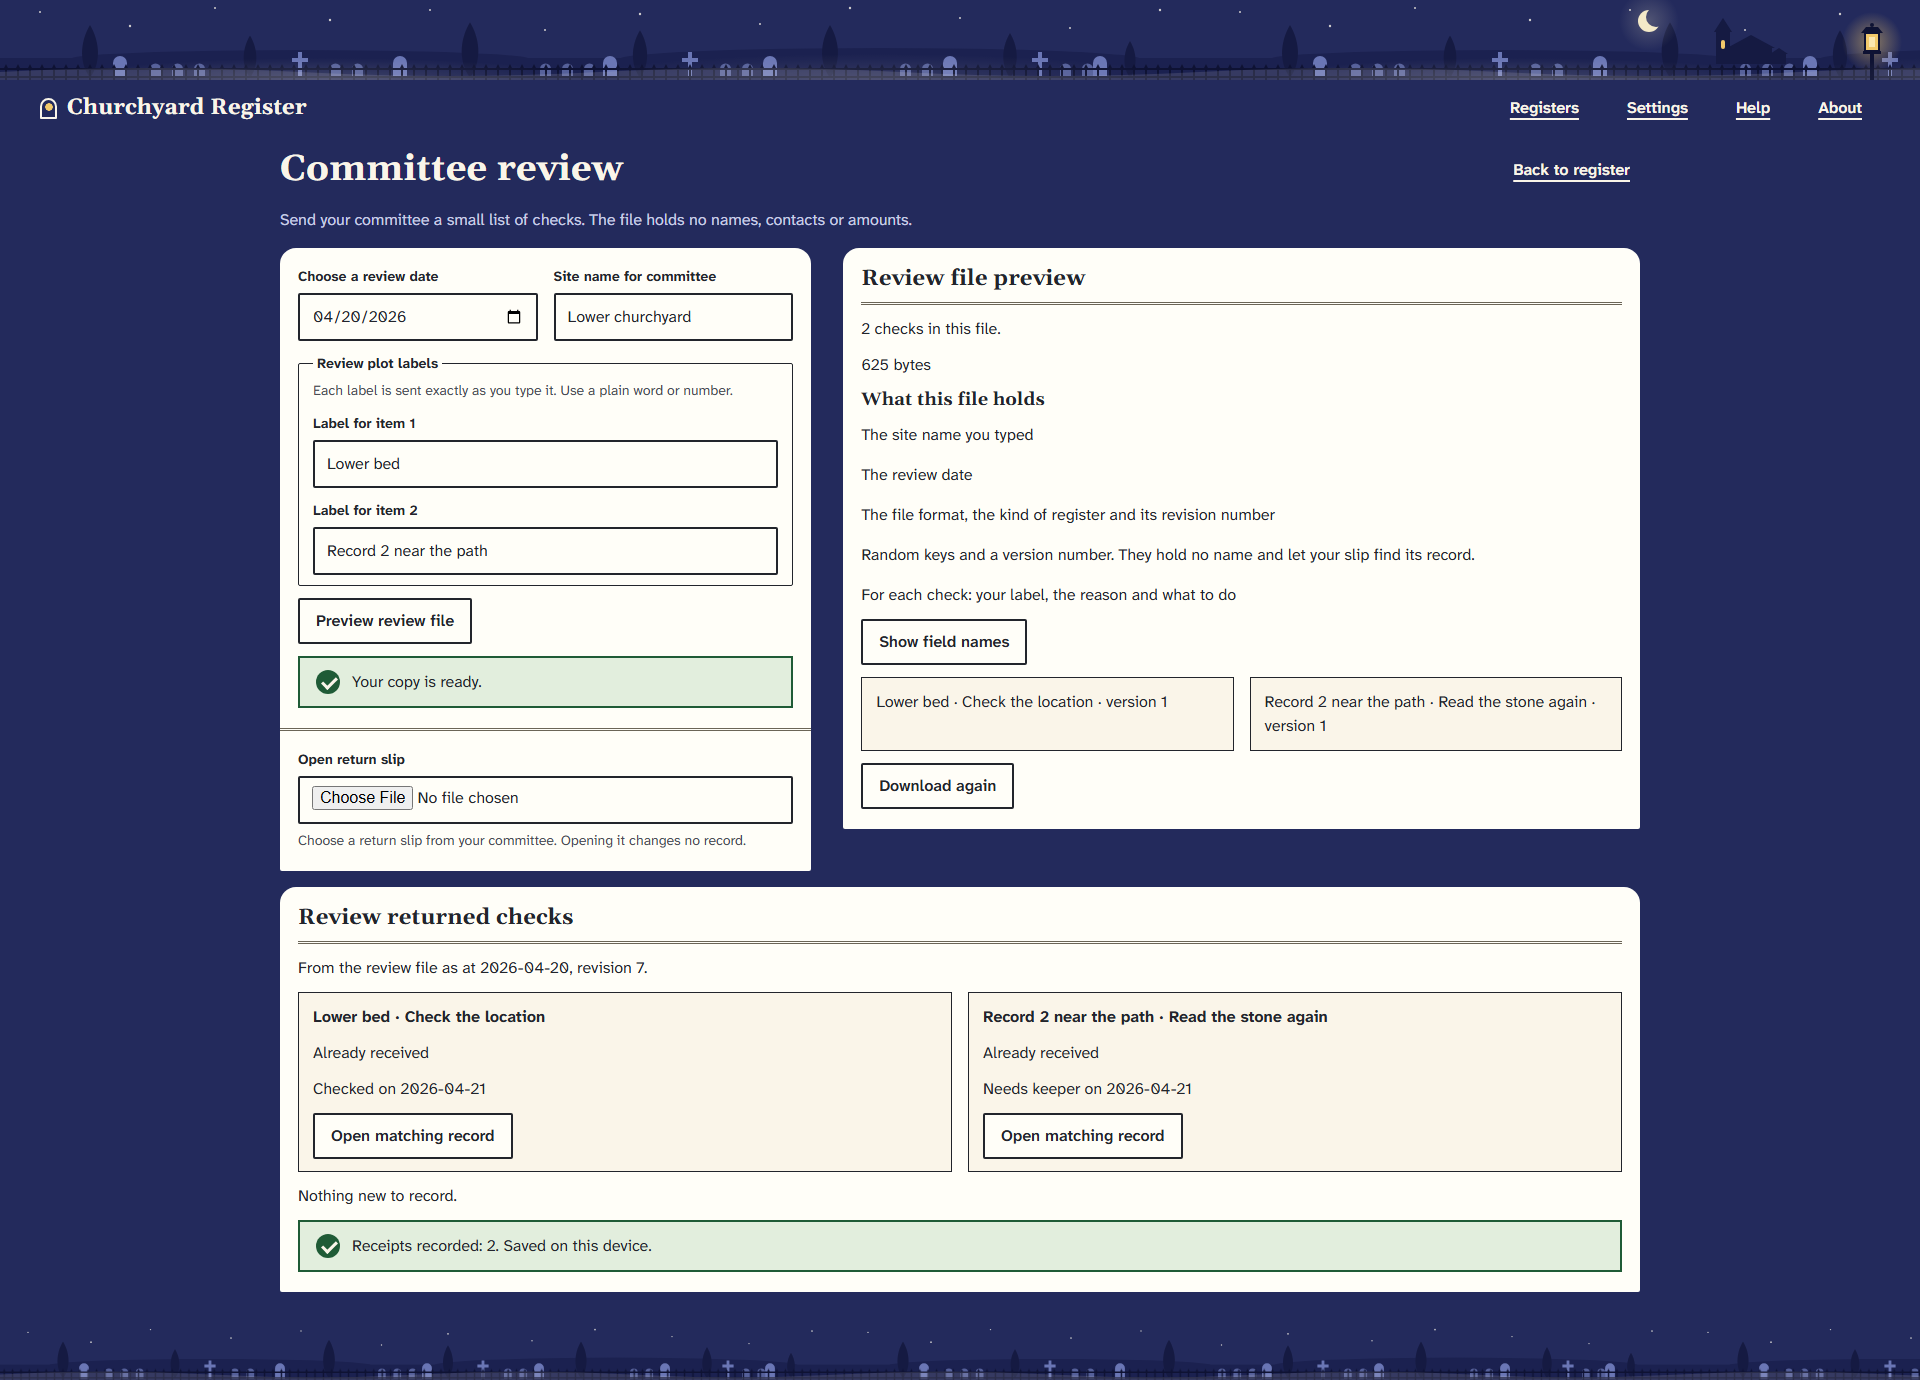 Churchyard Register
Registers
Settings
Help
About
Committee review
Back to register
Send your committee a small list of checks. The file holds no names, contacts or amounts.
Choose a review date
Site name for committee
04/20/2026
Lower churchyard
Review plot labels
Each label is sent exactly as you type it. Use a plain word or number.
Label for item 1
Lower bed
Label for item 2
Record 2 near the path
Preview review file
Your copy is ready.
Open return slip
Choose File No file chosen
Choose a return slip from your committee. Opening it changes no record.
Review file preview
2 checks in this file.
625 bytes
What this file holds
The site name you typed
The review date
The file format, the kind of register and its revision number
Random keys and a version number. They hold no name and let your slip find its record.
For each check: your label, the reason and what to do
Show field names
Lower bed · Check the location · version 1
Record 2 near the path · Read the stone again ·
version 1
Download again
Review returned checks
From the review file as at 2026-04-20, revision 7.
Lower bed · Check the location
Already received
Checked on 2026-04-21
Open matching record
Record 2 near the path · Read the stone again
Already received
Needs keeper on 2026-04-21
Open matching record
Nothing new to record.
Receipts recorded: 2. Saved on this device.